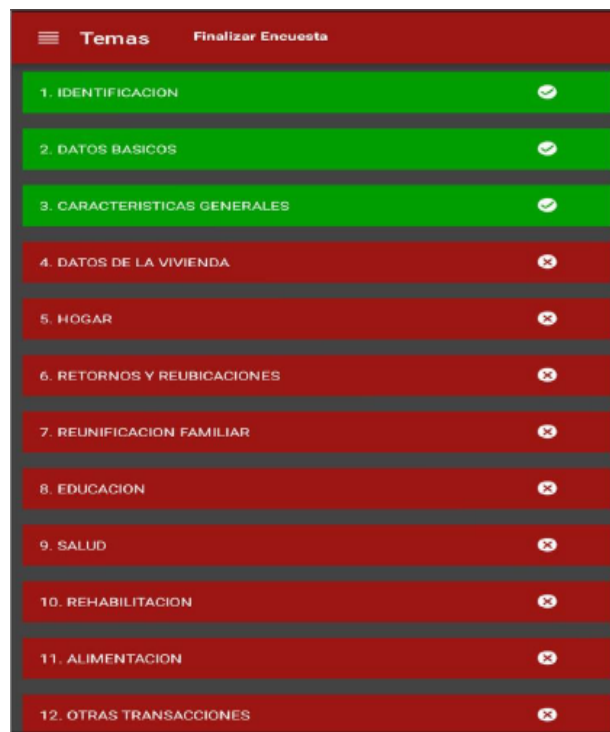 Temas Finalizar Encuesta
1. IDENTIFICACION
2. DATOS BASICOS
3. CARACTERISTICAS GENERALES
4. DATOS DE LA VIVIENDA
5. HOGAR
6. RETORNOS Y REUBICACIONES
7. REUNIFICACION FAMILIAR
8. EDUCACION
9. SALUD
10. REHABILITACION
11. ALIMENTACION
12. OTRAS TRANSACCIONES